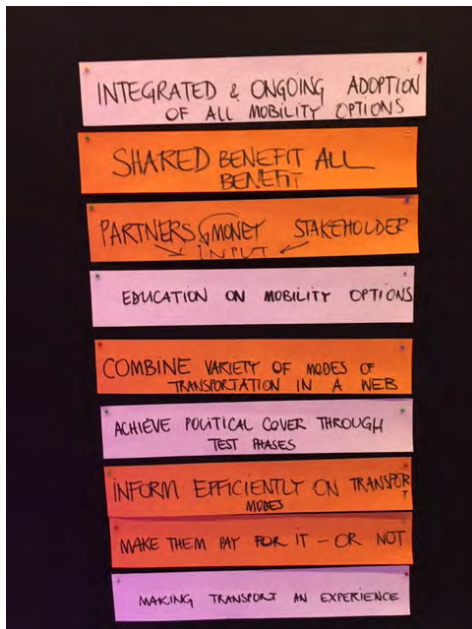 INTEGRATED & ONGOING ADOPTION
OF ALL MOBILITY OPTIONS
SHARED BENEFIT ALL
BENEFIT
PARTNERS MONEY STAKEHOLDER
INPUT
EDUCATION ON MOBILITY OPTIONS
COMBINE VARIETY OF MODES OF
TRANSPORTATION IN A WEB
ACHIEVE POLITICAL COVER THROUGH
TEST PHASES
INFORM EFFICIENTLY ON TRANSPORT
MODES
MAKE THEM PAY FOR IT – OR NOT
MAKING TRANSPORT AN EXPERIENCE